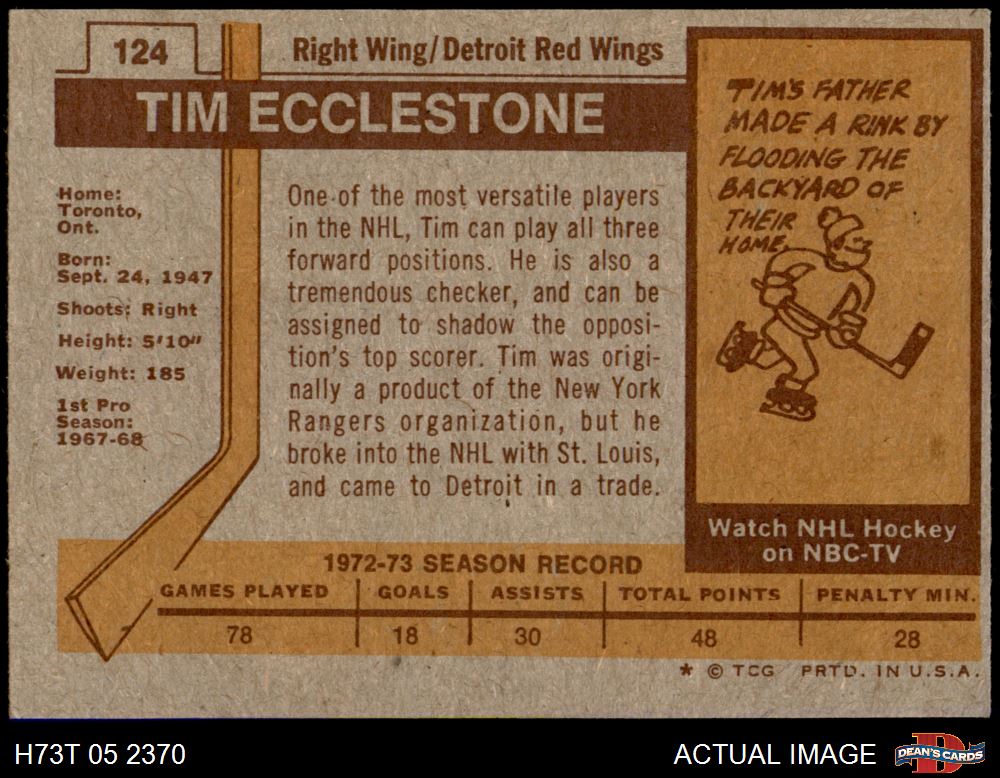 124
Right Wing/Detroit Red Wings
TIM ECCLESTONE
Home:
Toronto,
Ont.
Born:
Sept. 24, 1947
Shoots: Right
Height: 5'10"
Weight: 185
1st Pro
Season:
1967-68
One of the most versatile players
in the NHL, Tim can play all three
forward positions. He is also a
tremendous checker, and can be
assigned to shadow the opposi-
tion's top scorer. Tim was origi-
nally a product of the New York
Rangers organization, but he
broke into the NHL with St. Louis,
and came to Detroit in a trade.
TIM'S FATHER
MADE A RINK BY
FLOODING THE
BACKYARD OF
THEIR
HOME.
Watch NHL Hockey
on NBC-TV
1972-73 SEASON RECORD
GAMES PLAYED GOALS ASSISTS TOTAL POINTS PENALTY MIN.
78 18 30 48 28
* © TCG PRTD. IN U.S.A.
H73T 05 2370
ACTUAL IMAGE
D
DEAN'S CARDS